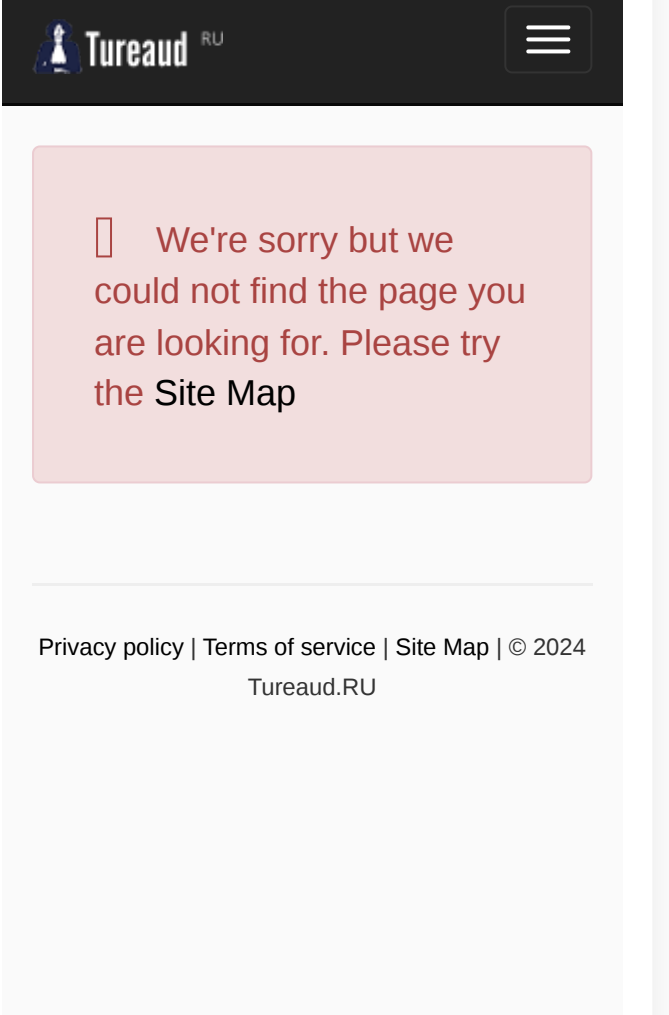 Tureaud RU
We're sorry but we
could not find the page you
are looking for. Please try
the Site Map
Privacy policy | Terms of service | Site Map | © 2024
Tureaud.RU